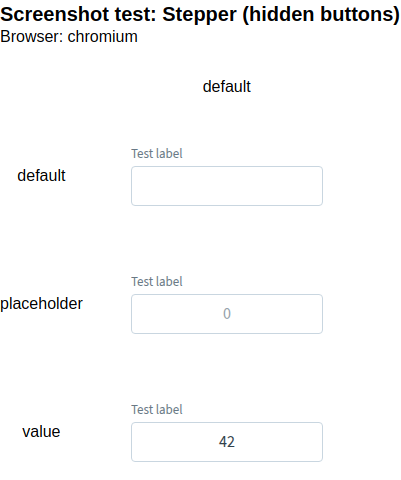 Screenshot test: Stepper (hidden buttons)
Browser: chromium
default
Test label
default
Test label
placeholder
0
Test label
value
42